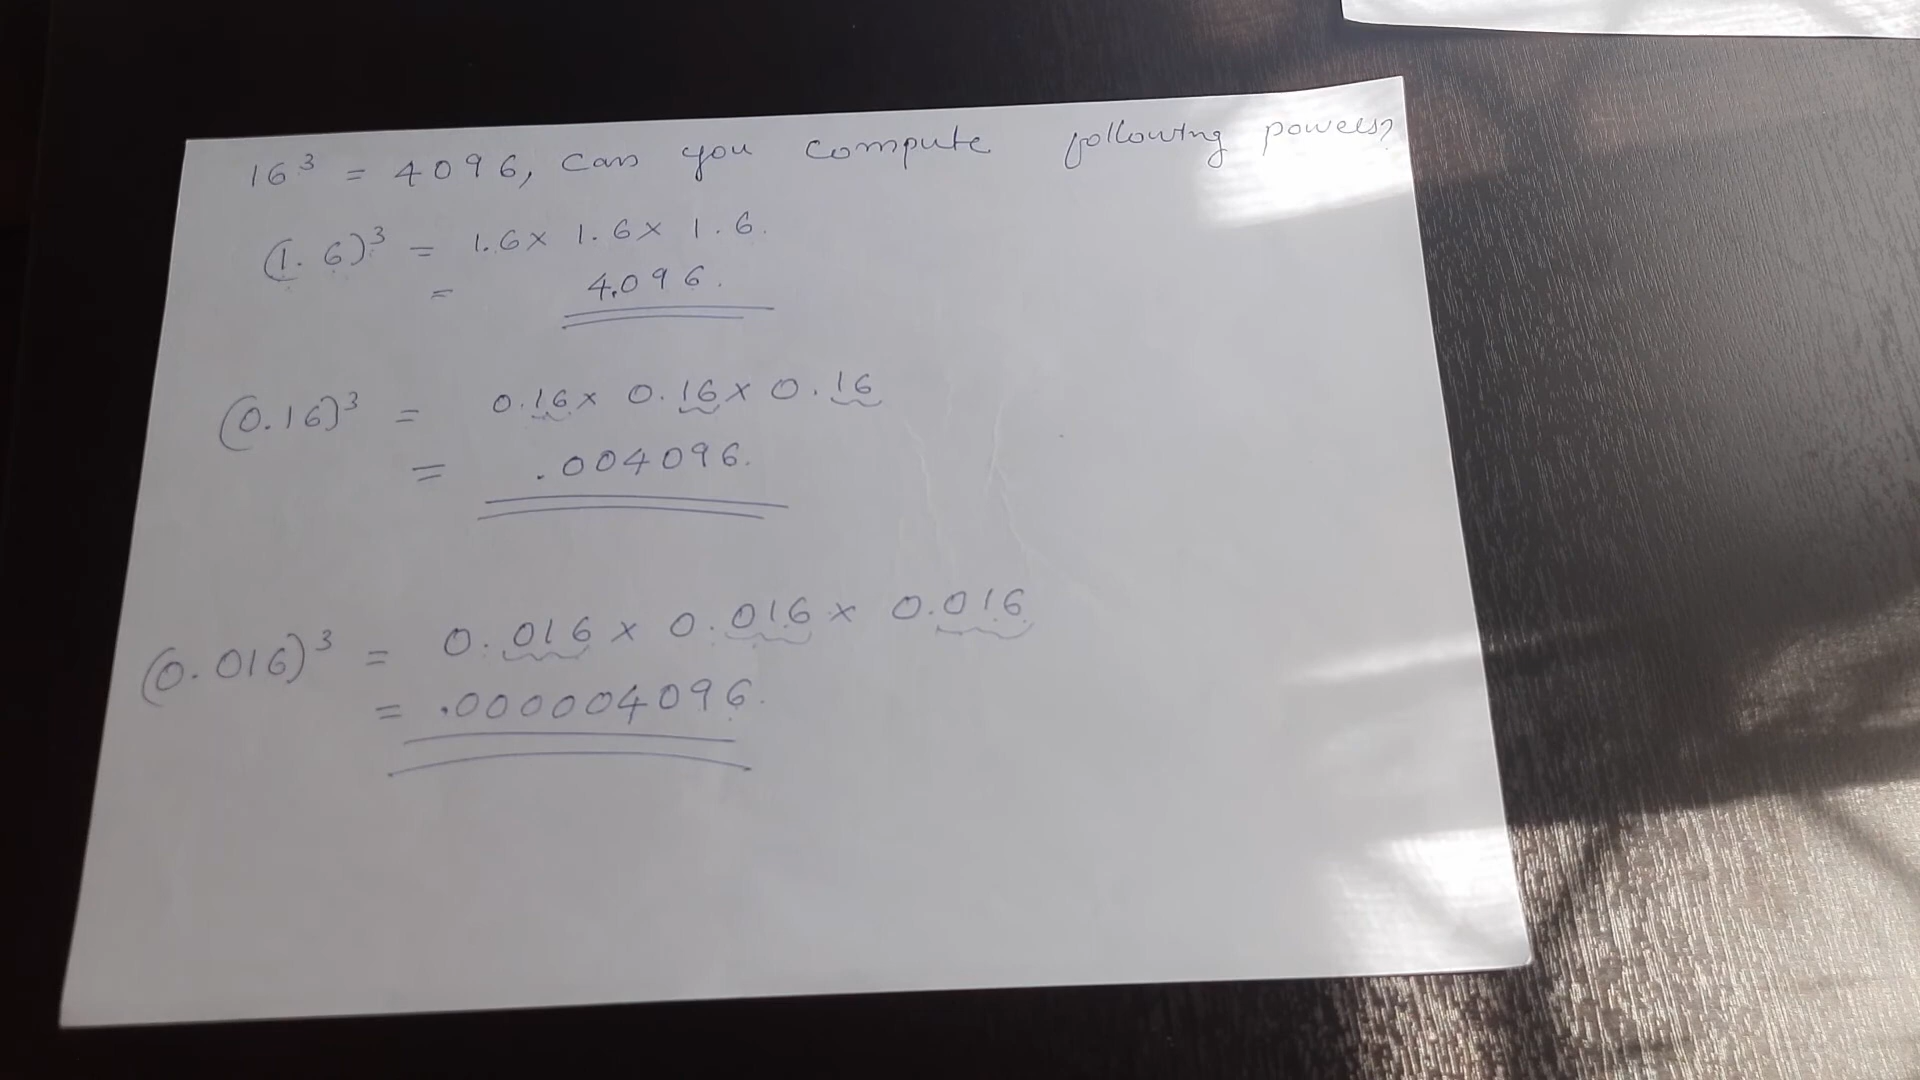 16³ = 4096, can you compute following powers?
(1.6)³ = 1.6 x 1.6 x 1.6.
= 4.096.
(0.16)³ = 0.16 x 0.16 x 0.16
= .004096.
(0.016)³ = 0.016 x 0.016 x 0.016
= .000004096.